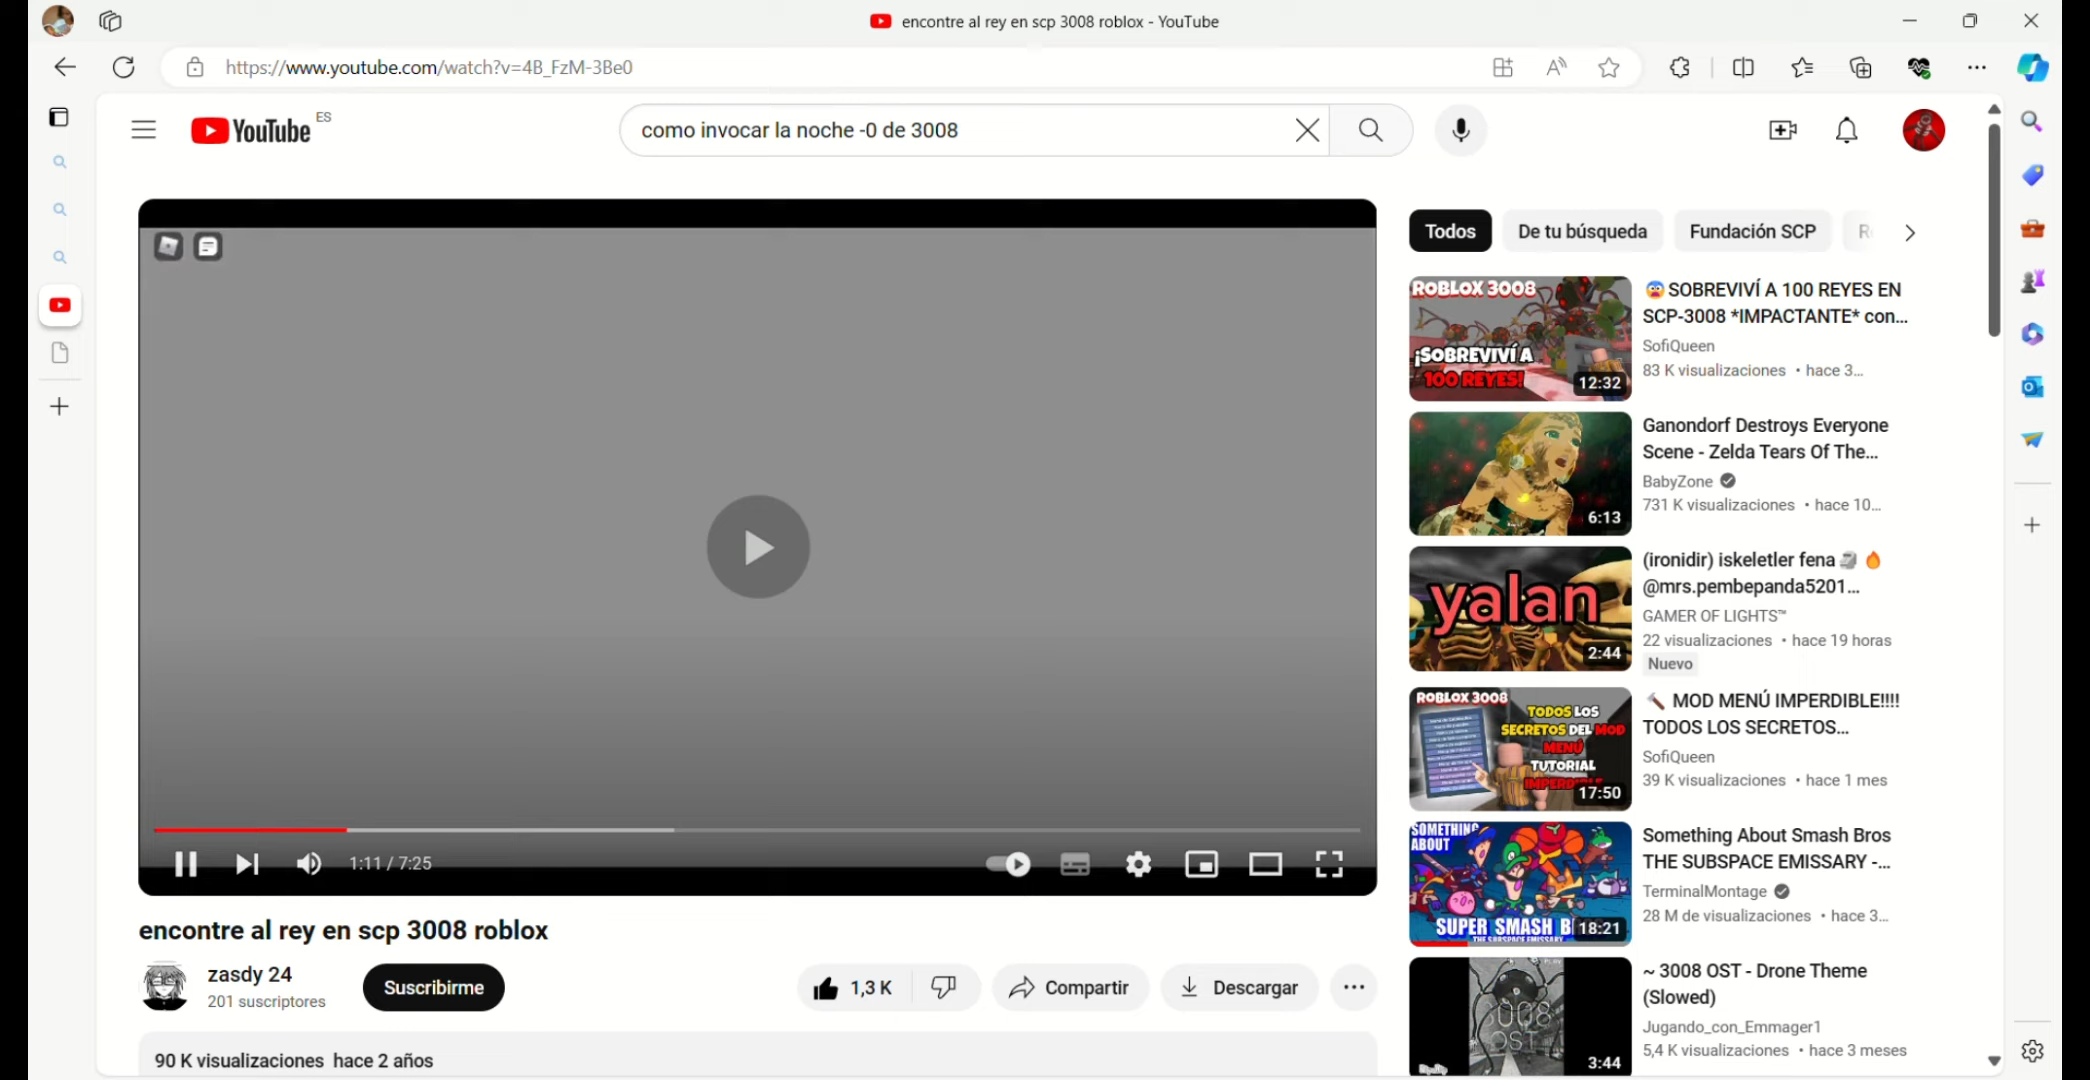 encontre al rey en scp 3008 roblox - YouTube
https://www.youtube.com/watch?v=4B_FzM-3Be0
YouTube ES
como invocar la noche -0 de 3008
Todos
De tu búsqueda
Fundación SCP
ROBLOX 3008
¡SOBREVIVÍ A
100 REYES!
12:32
😨 SOBREVIVÍ A 100 REYES EN
SCP-3008 *IMPACTANTE* con...
SofiQueen
83 K visualizaciones • hace 3...
6:13
Ganondorf Destroys Everyone
Scene - Zelda Tears Of The...
BabyZone
731 K visualizaciones • hace 10...
yalan
2:44
(ironidir) iskeletler fena 🗿 🔥
@mrs.pembepanda5201...
GAMER OF LIGHTS™
22 visualizaciones • hace 19 horas
Nuevo
ROBLOX 3008
TODOS LOS
SECRETOS DEL MOD
MENÚ
TUTORIAL
17:50
🔨 MOD MENÚ IMPERDIBLE!!!!
TODOS LOS SECRETOS...
SofiQueen
39 K visualizaciones • hace 1 mes
SOMETHING
ABOUT
SUPER SMASH B
THE SUBSPACE EMISSARY
18:21
Something About Smash Bros
THE SUBSPACE EMISSARY -...
TerminalMontage
28 M de visualizaciones • hace 3...
3008
OST
3:44
~ 3008 OST - Drone Theme
(Slowed)
Jugando_con_Emmager1
5,4 K visualizaciones • hace 3 meses
1:11 / 7:25
encontre al rey en scp 3008 roblox
zasdy 24
201 suscriptores
Suscribirme
1,3 K
Compartir
Descargar
90 K visualizaciones hace 2 años